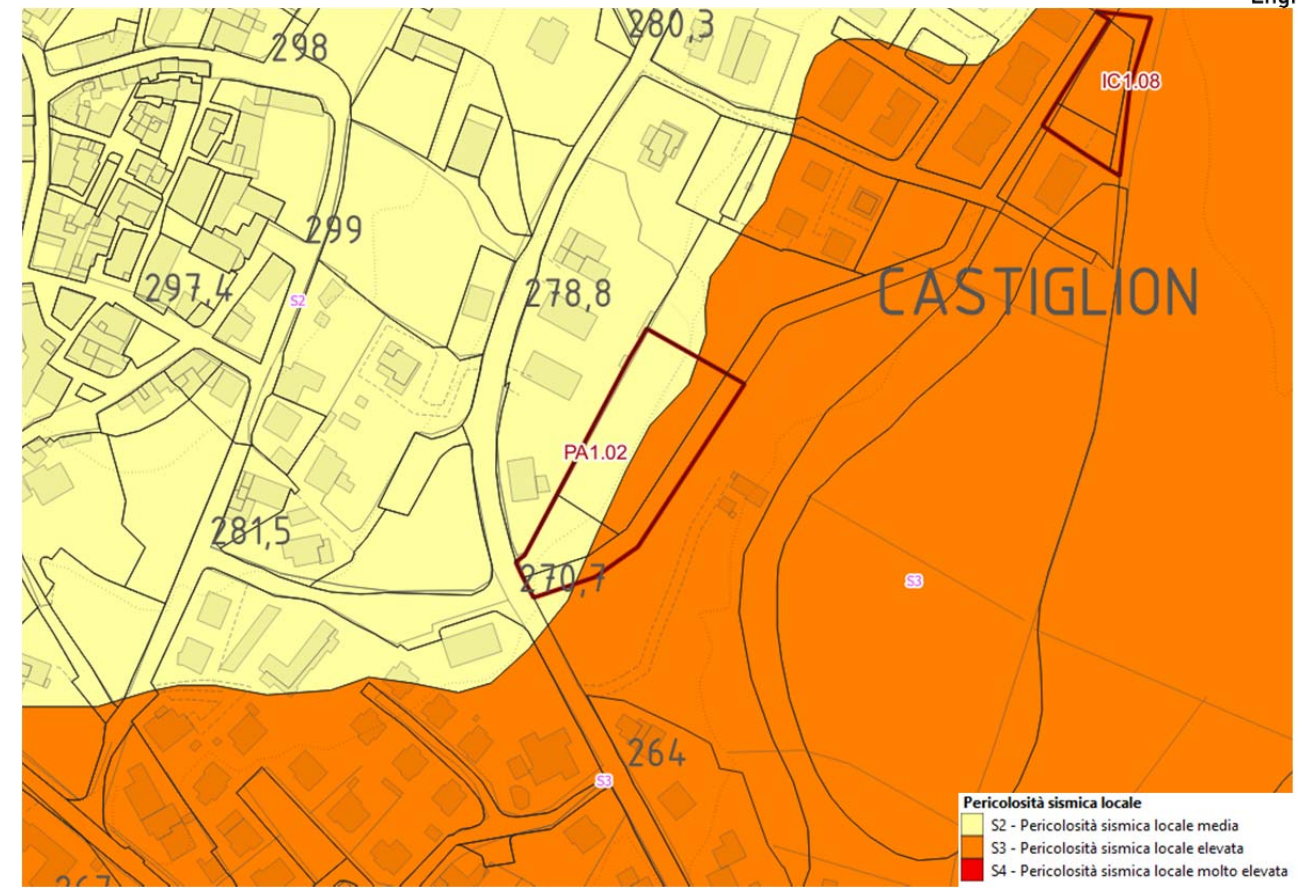 Engi
280,3
298
IC1.08
299
CASTIGLION
297,4
S2
278,8
PA1.02
281,5
270,7
S3
264
S3
Pericolosità sismica locale
S2 - Pericolosità sismica locale media
S3 - Pericolosità sismica locale elevata
S4 - Pericolosità sismica locale molto elevata
267